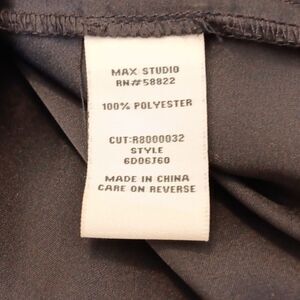 MAX STUDIO
RN#58822
100% POLYESTER
CUT:R8000032
STYLE
6D06J60
MADE IN CHINA
CARE ON REVERSE